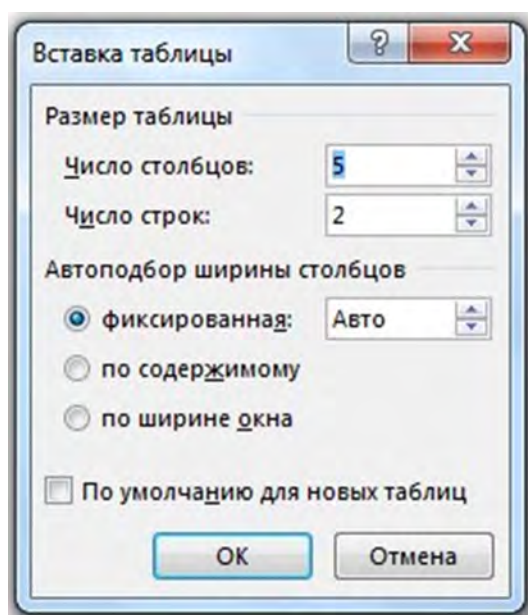 Вставка таблицы
Размер таблицы
Число столбцов: 5
Число строк: 2
Автоподбор ширины столбцов
фиксированная: Авто
по содержимому
по ширине окна
По умолчанию для новых таблиц
ОК Отмена